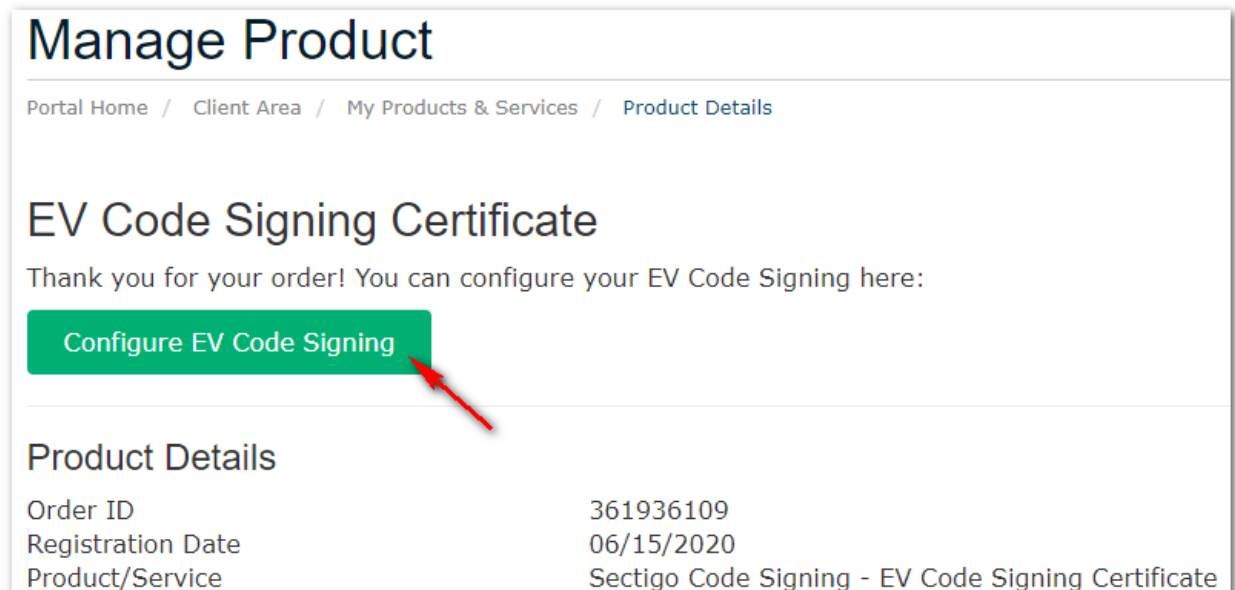 Manage Product
Portal Home / Client Area / My Products & Services / Product Details
EV Code Signing Certificate
Thank you for your order! You can configure your EV Code Signing here:
Configure EV Code Signing
Product Details
Order ID 361936109
Registration Date 06/15/2020
Product/Service Sectigo Code Signing - EV Code Signing Certificate